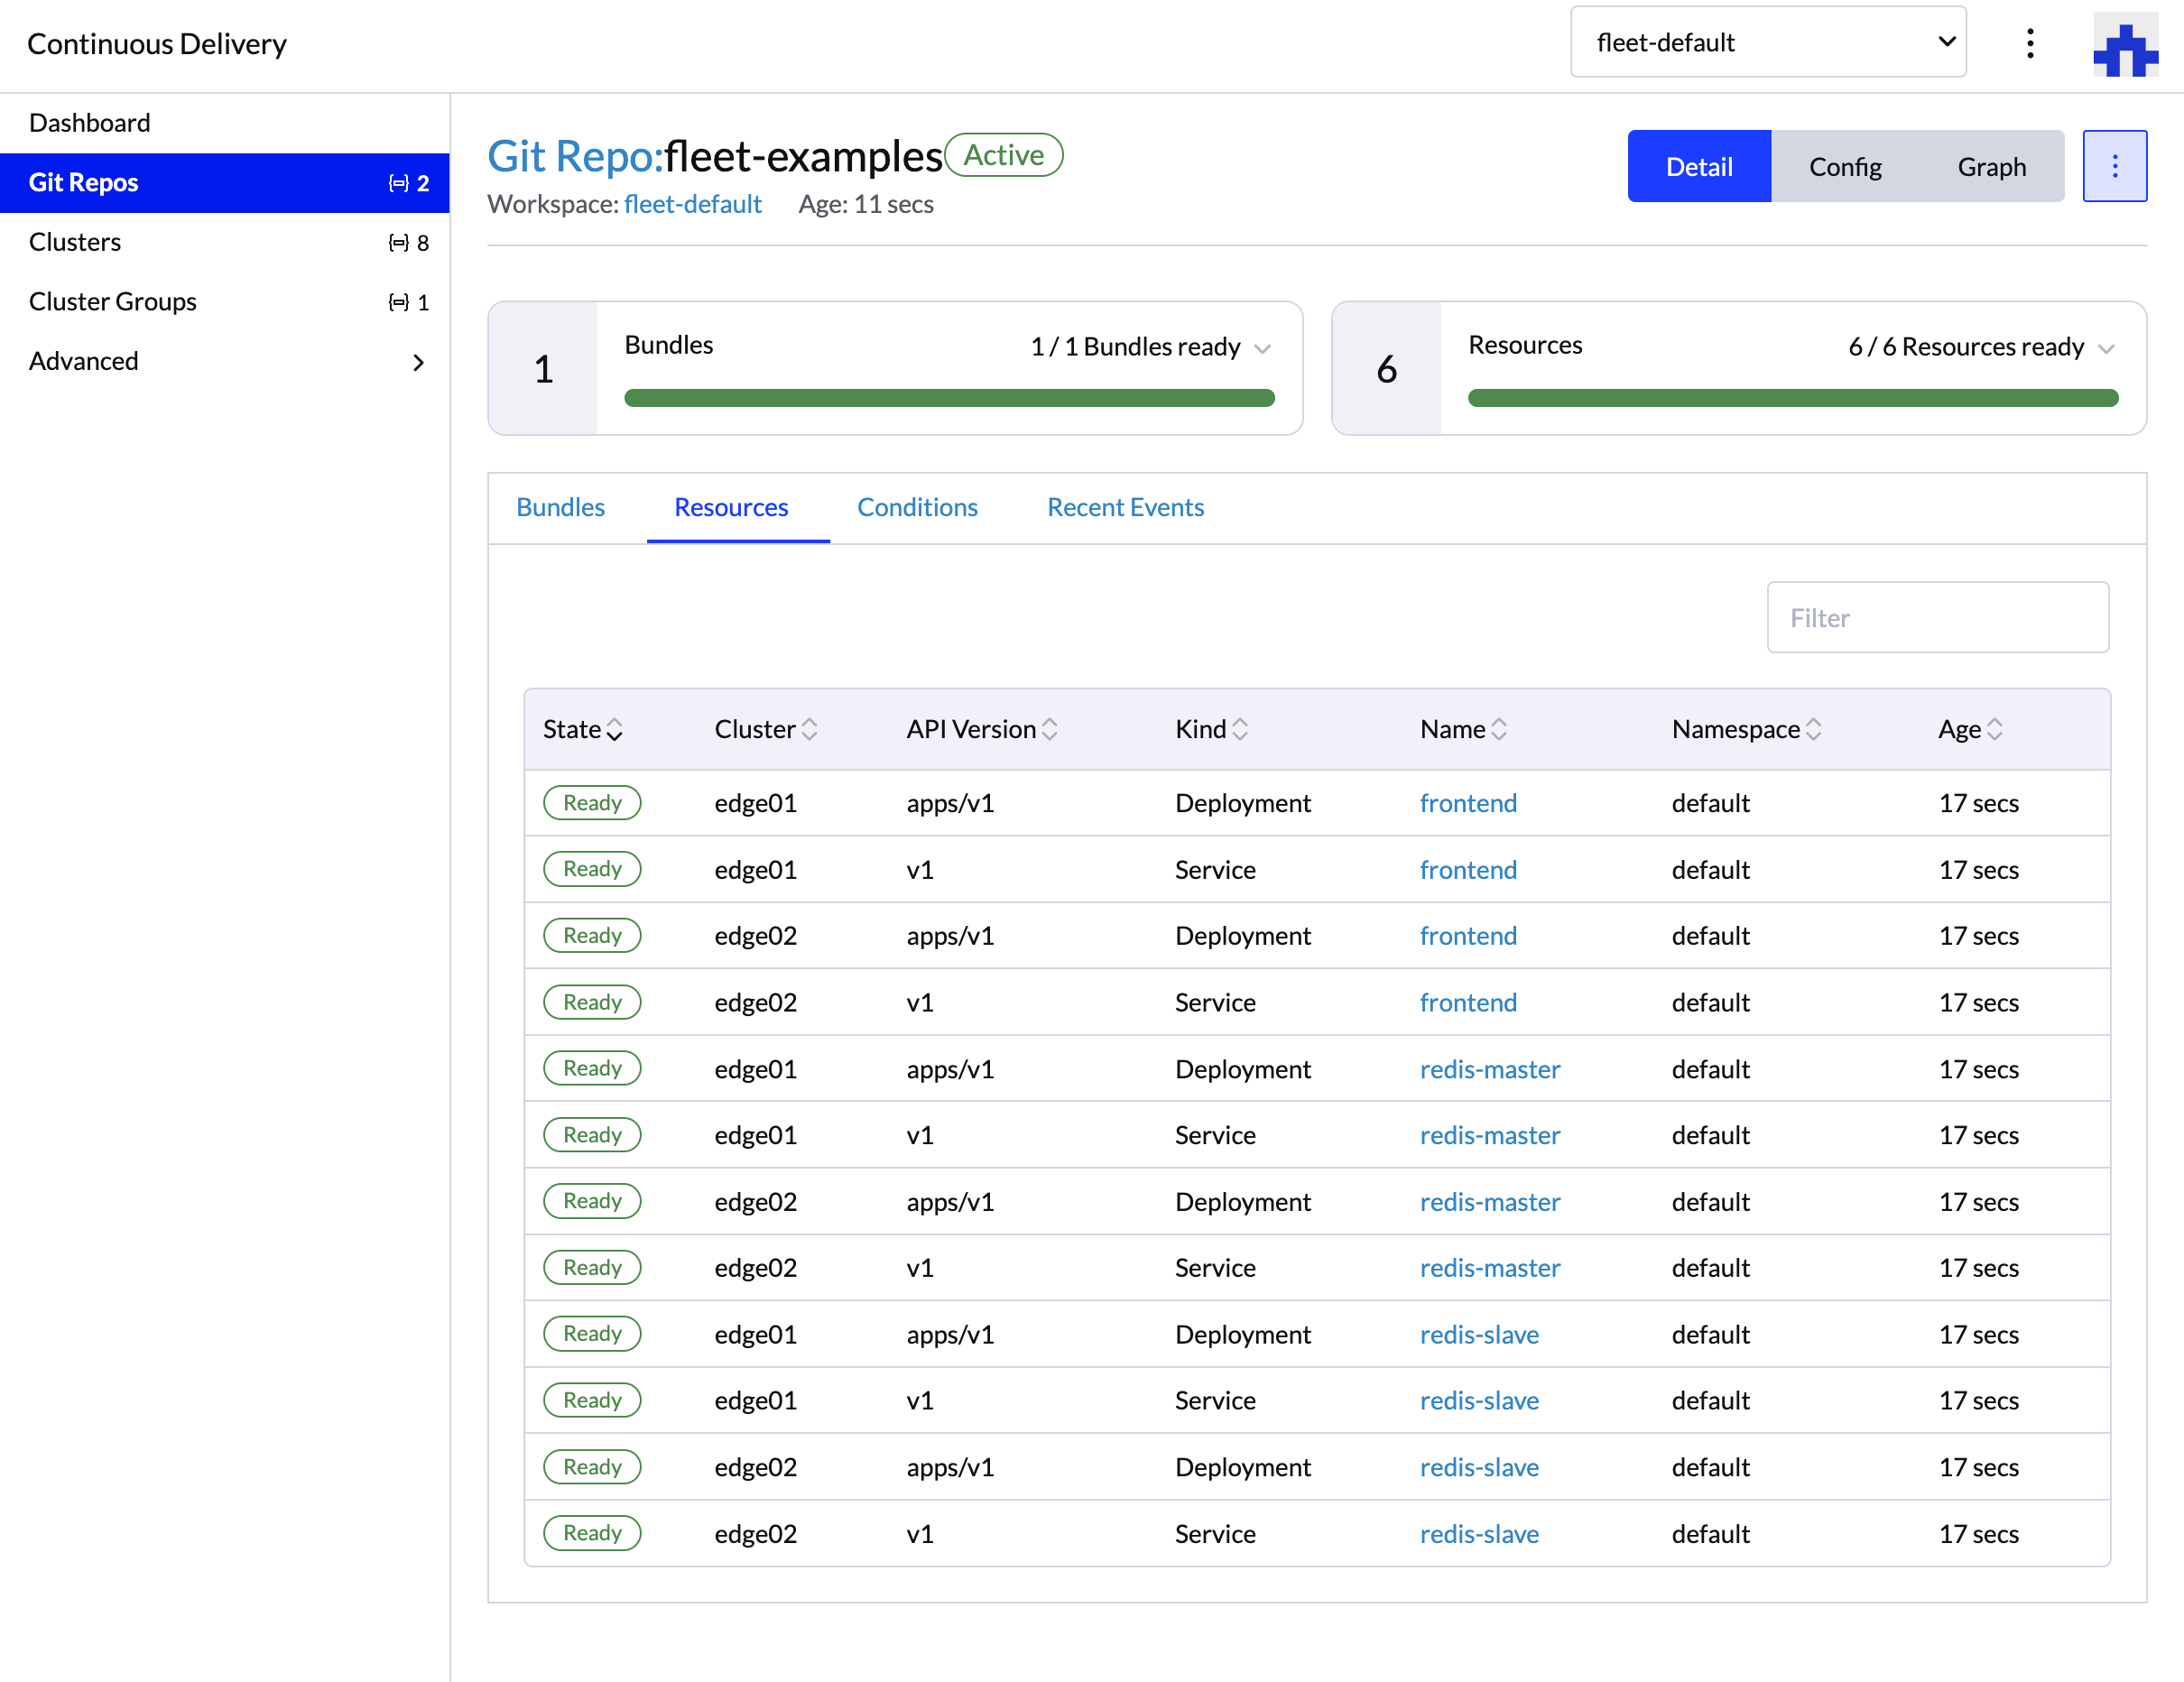 Continuous Delivery
fleet-default
Dashboard
Git Repos 2
Clusters 8
Cluster Groups 1
Advanced
Git Repo:fleet-examples Active
Workspace: fleet-default Age: 11 secs
Detail Config Graph
1 Bundles 1 / 1 Bundles ready
6 Resources 6 / 6 Resources ready
Bundles Resources Conditions Recent Events
Filter
State Cluster API Version Kind Name Namespace Age
Ready edge01 apps/v1 Deployment frontend default 17 secs
Ready edge01 v1 Service frontend default 17 secs
Ready edge02 apps/v1 Deployment frontend default 17 secs
Ready edge02 v1 Service frontend default 17 secs
Ready edge01 apps/v1 Deployment redis-master default 17 secs
Ready edge01 v1 Service redis-master default 17 secs
Ready edge02 apps/v1 Deployment redis-master default 17 secs
Ready edge02 v1 Service redis-master default 17 secs
Ready edge01 apps/v1 Deployment redis-slave default 17 secs
Ready edge01 v1 Service redis-slave default 17 secs
Ready edge02 apps/v1 Deployment redis-slave default 17 secs
Ready edge02 v1 Service redis-slave default 17 secs